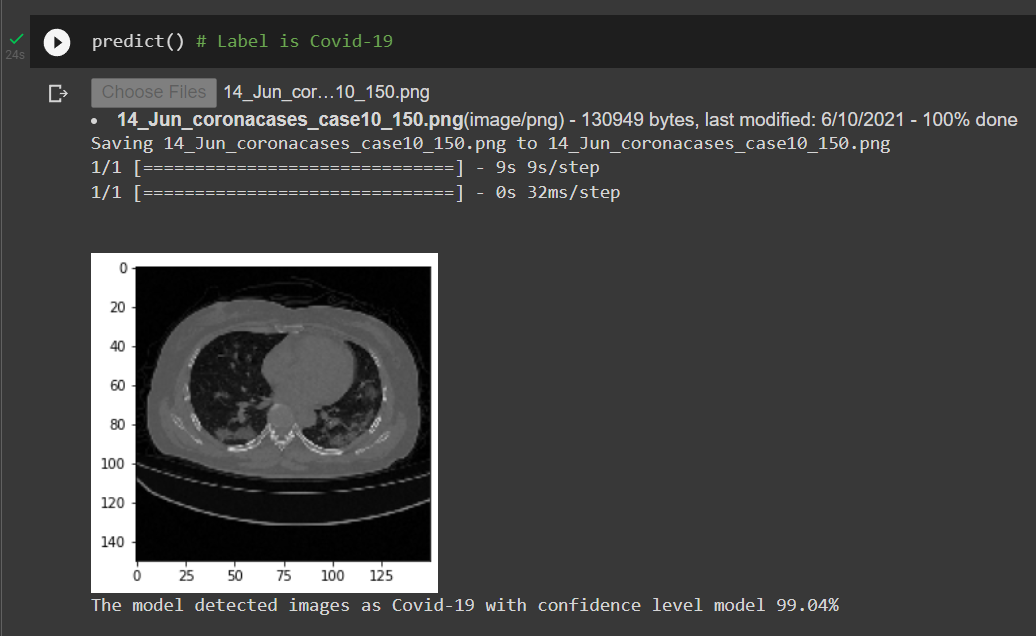 predict() # Label is Covid-19
24s
Choose Files 14_Jun_cor…10_150.png
• 14_Jun_coronacases_case10_150.png(image/png) - 130949 bytes, last modified: 6/10/2021 - 100% done
Saving 14_Jun_coronacases_case10_150.png to 14_Jun_coronacases_case10_150.png
1/1 [==============================] - 9s 9s/step
1/1 [==============================] - 0s 32ms/step
0
20
40
60
80
100
120
140
0 25 50 75 100 125
The model detected images as Covid-19 with confidence level model 99.04%